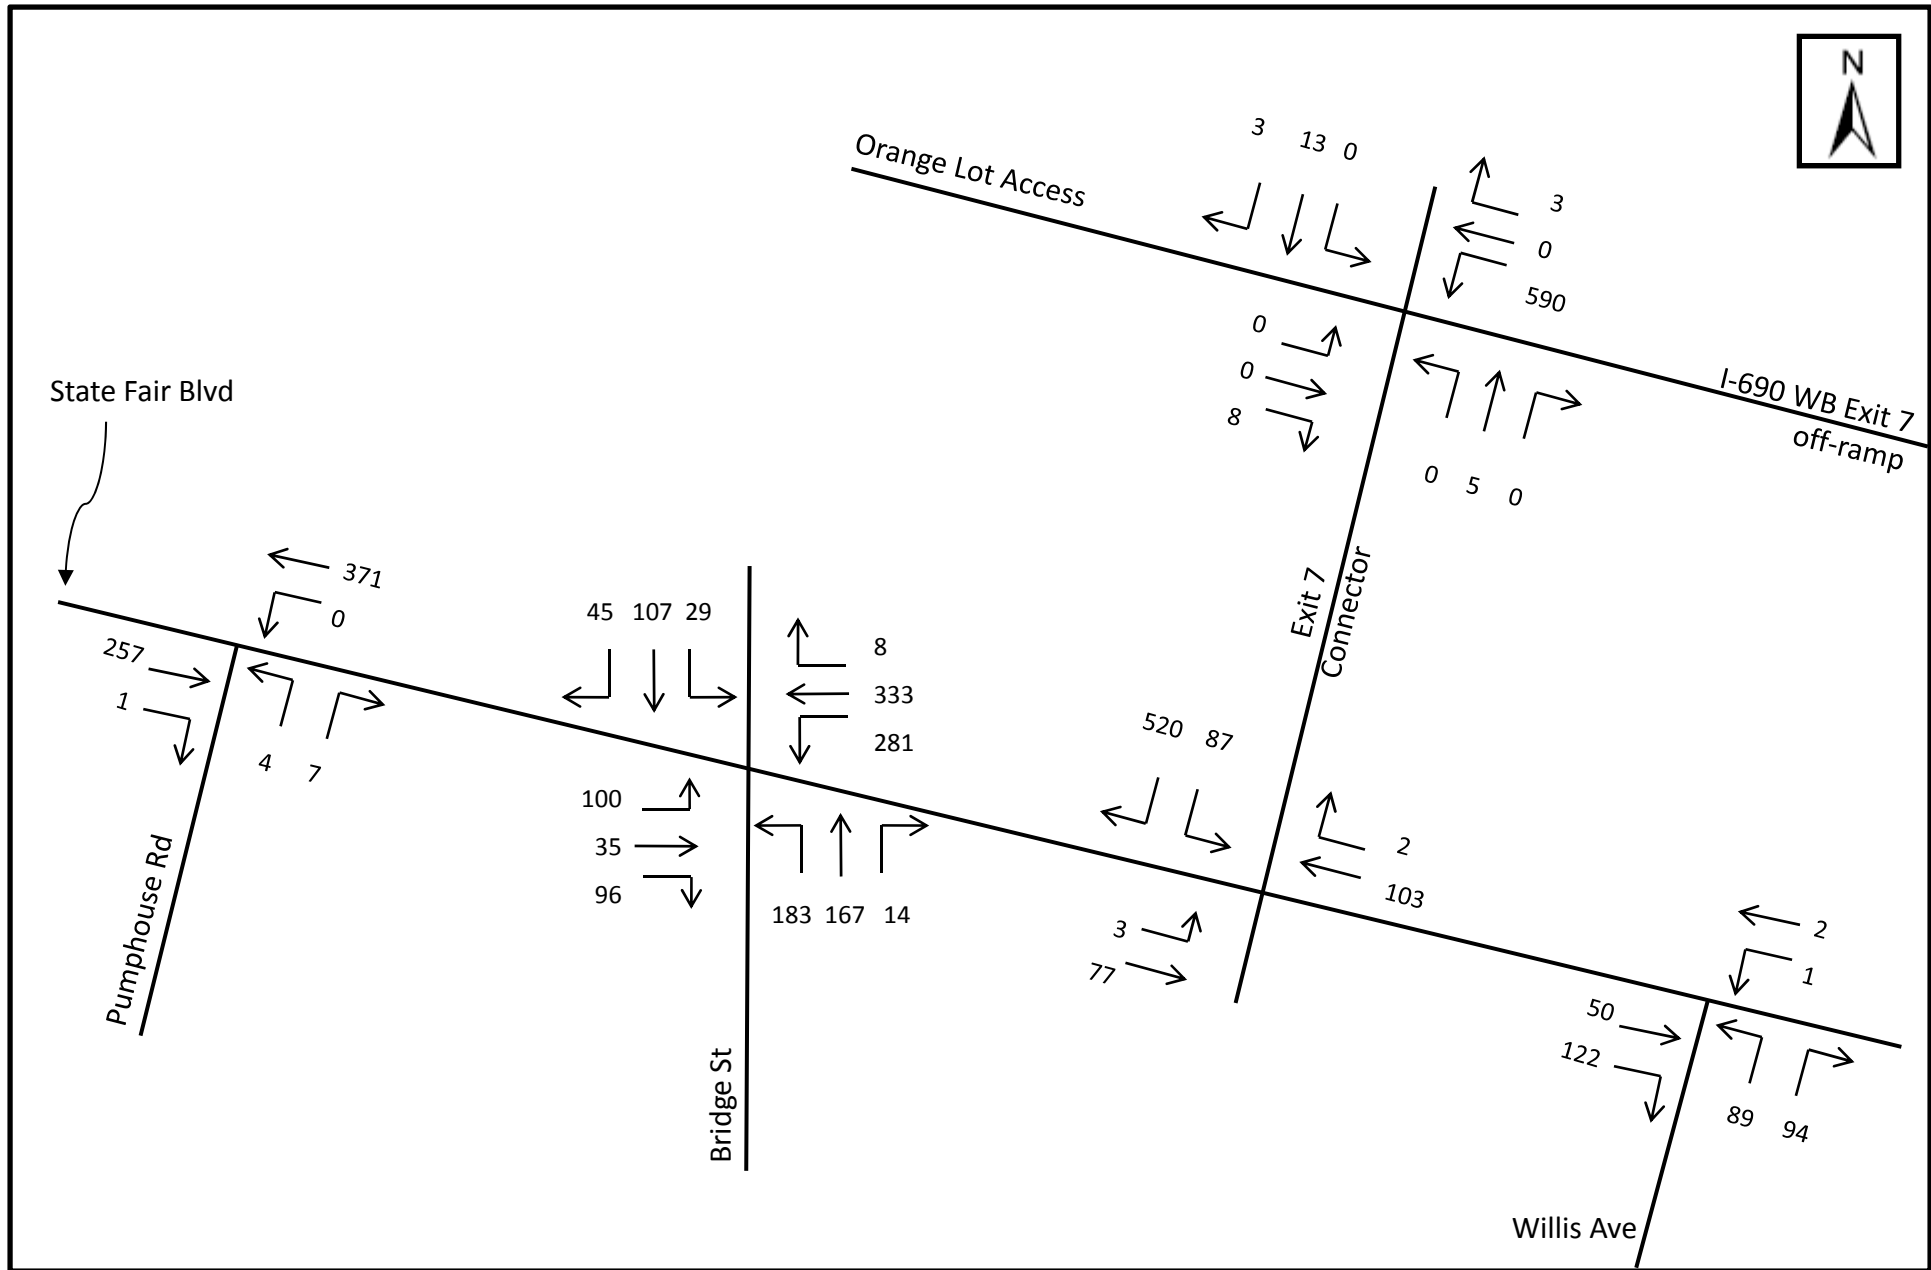 N
3 13 0
Orange Lot Access
3
0
590
0
0
8
I-690 WB Exit 7
off-ramp
0 5 0
State Fair Blvd
371
0
257
1
4 7
Pumphouse Rd
45 107 29
8
333
281
100
35
96
183 167 14
Bridge St
Exit 7
Connector
520 87
2
103
3
77
2
1
50
122
89 94
Willis Ave